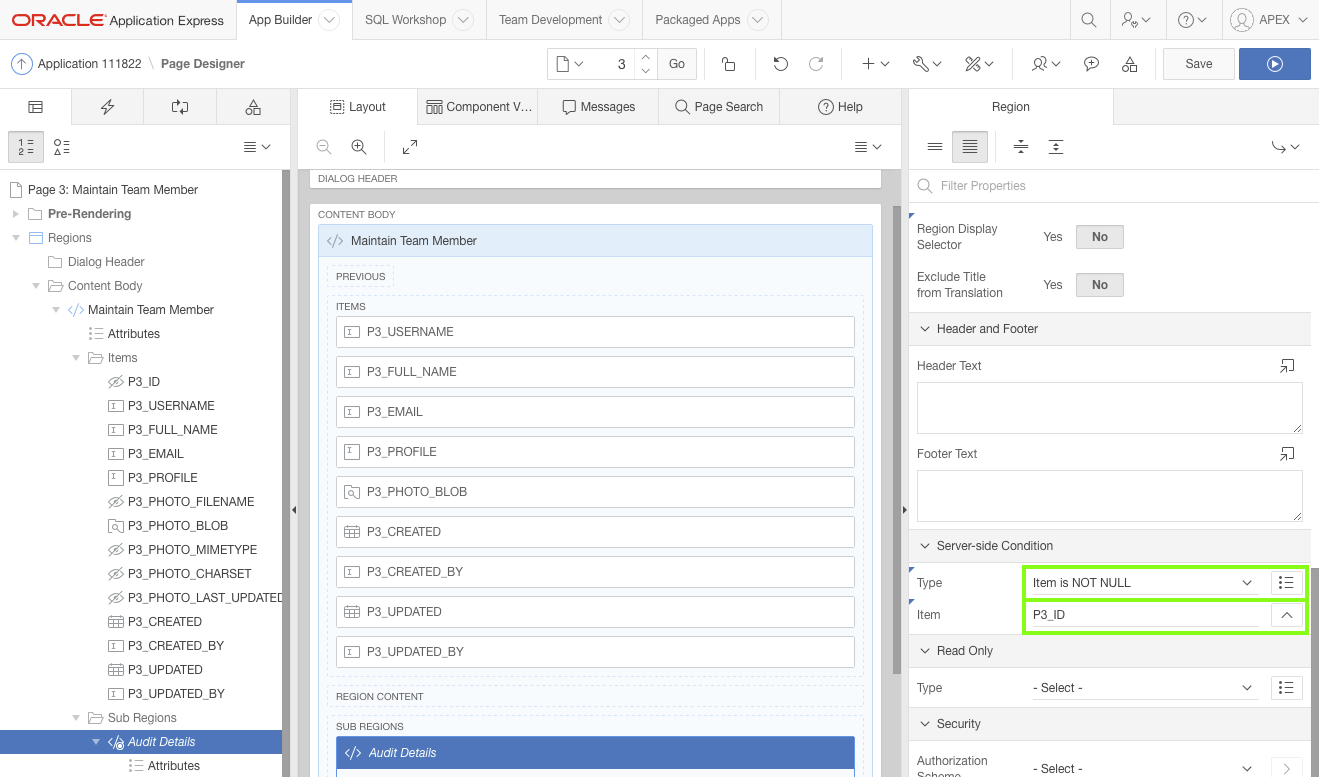 ORACLE® Application Express
App Builder
SQL Workshop
Team Development
Packaged Apps
APEX
Application 111822 \ Page Designer
3
Go
Save
Layout
Component V...
Messages
Page Search
Help
Region
Page 3: Maintain Team Member
Pre-Rendering
Regions
Dialog Header
Content Body
Maintain Team Member
Attributes
Items
P3_ID
P3_USERNAME
P3_FULL_NAME
P3_EMAIL
P3_PROFILE
P3_PHOTO_FILENAME
P3_PHOTO_BLOB
P3_PHOTO_MIMETYPE
P3_PHOTO_CHARSET
P3_PHOTO_LAST_UPDATED
P3_CREATED
P3_CREATED_BY
P3_UPDATED
P3_UPDATED_BY
Sub Regions
Audit Details
Attributes
DIALOG HEADER
CONTENT BODY
Maintain Team Member
PREVIOUS
ITEMS
P3_USERNAME
P3_FULL_NAME
P3_EMAIL
P3_PROFILE
P3_PHOTO_BLOB
P3_CREATED
P3_CREATED_BY
P3_UPDATED
P3_UPDATED_BY
REGION CONTENT
SUB REGIONS
Audit Details
Filter Properties
Region Display
Selector
Yes
No
Exclude Title
from Translation
Yes
No
Header and Footer
Header Text
Footer Text
Server-side Condition
Type
Item is NOT NULL
Item
P3_ID
Read Only
Type
- Select -
Security
Authorization
Scheme
- Select -